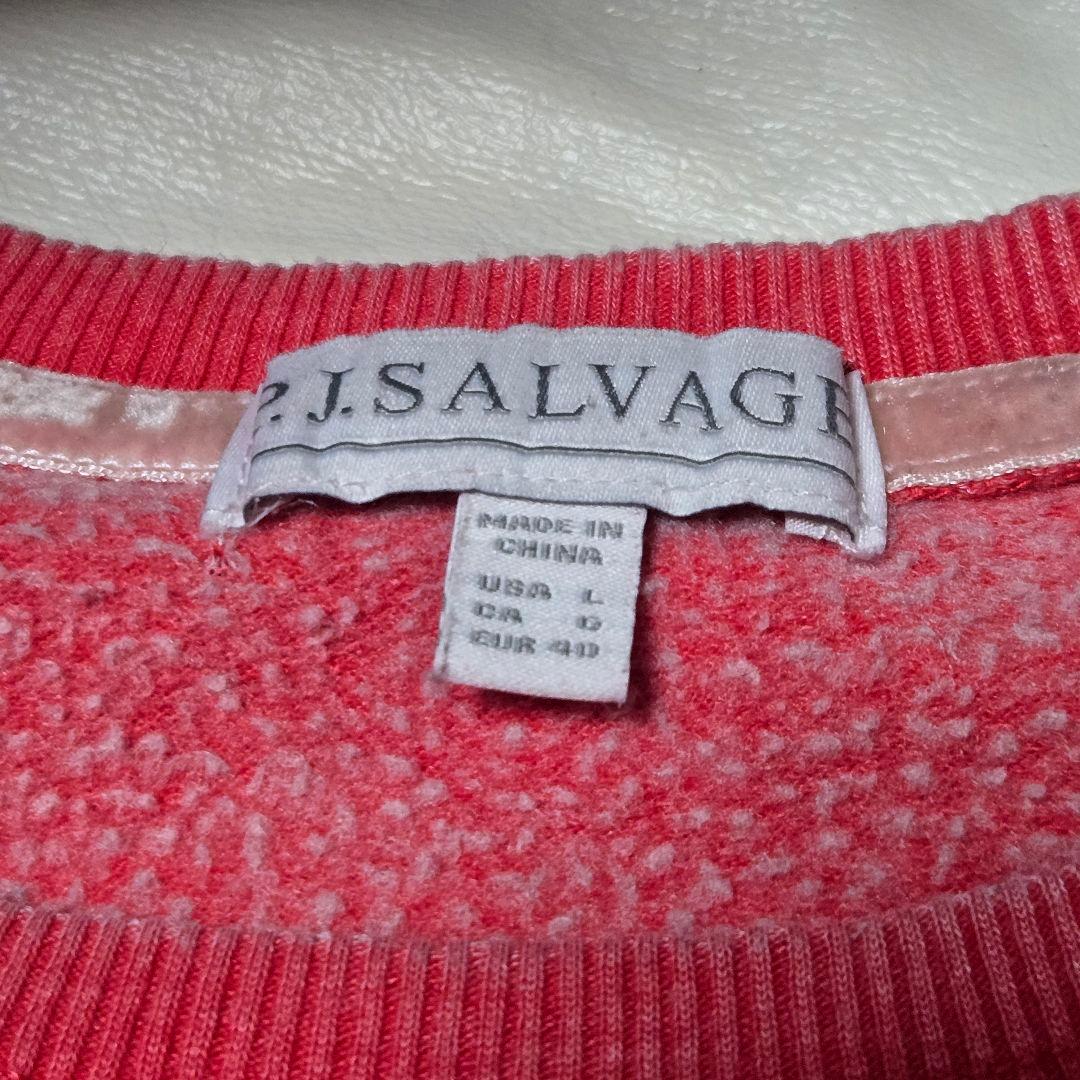 P.J.SALVAGE
MADE IN
CHINA
USA L
CA G
EUR 40